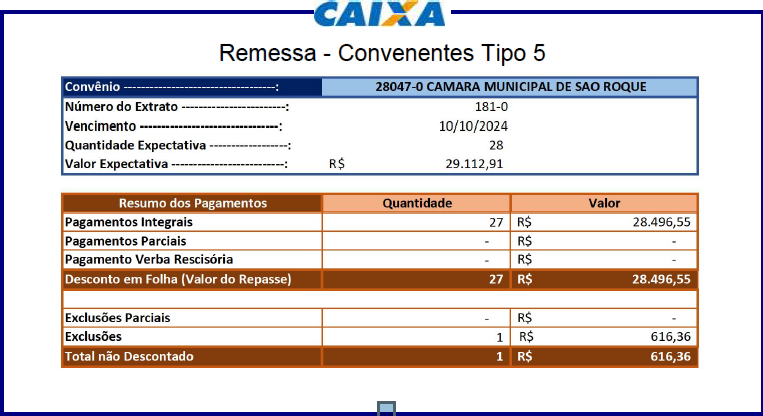 CAIXA
Remessa - Convenentes Tipo 5
Convênio ----------------------------------: 28047-0 CAMARA MUNICIPAL DE SAO ROQUE
Número do Extrato -----------------------: 181-0
Vencimento -------------------------------: 10/10/2024
Quantidade Expectativa -----------------: 28
Valor Expectativa -------------------------: R$ 29.112,91
Resumo dos Pagamentos Quantidade Valor
Pagamentos Integrais 27 R$ 28.496,55
Pagamentos Parciais - R$ -
Pagamento Verba Rescisória - R$ -
Desconto em Folha (Valor do Repasse) 27 R$ 28.496,55
Exclusões Parciais - R$ -
Exclusões 1 R$ 616,36
Total não Descontado 1 R$ 616,36